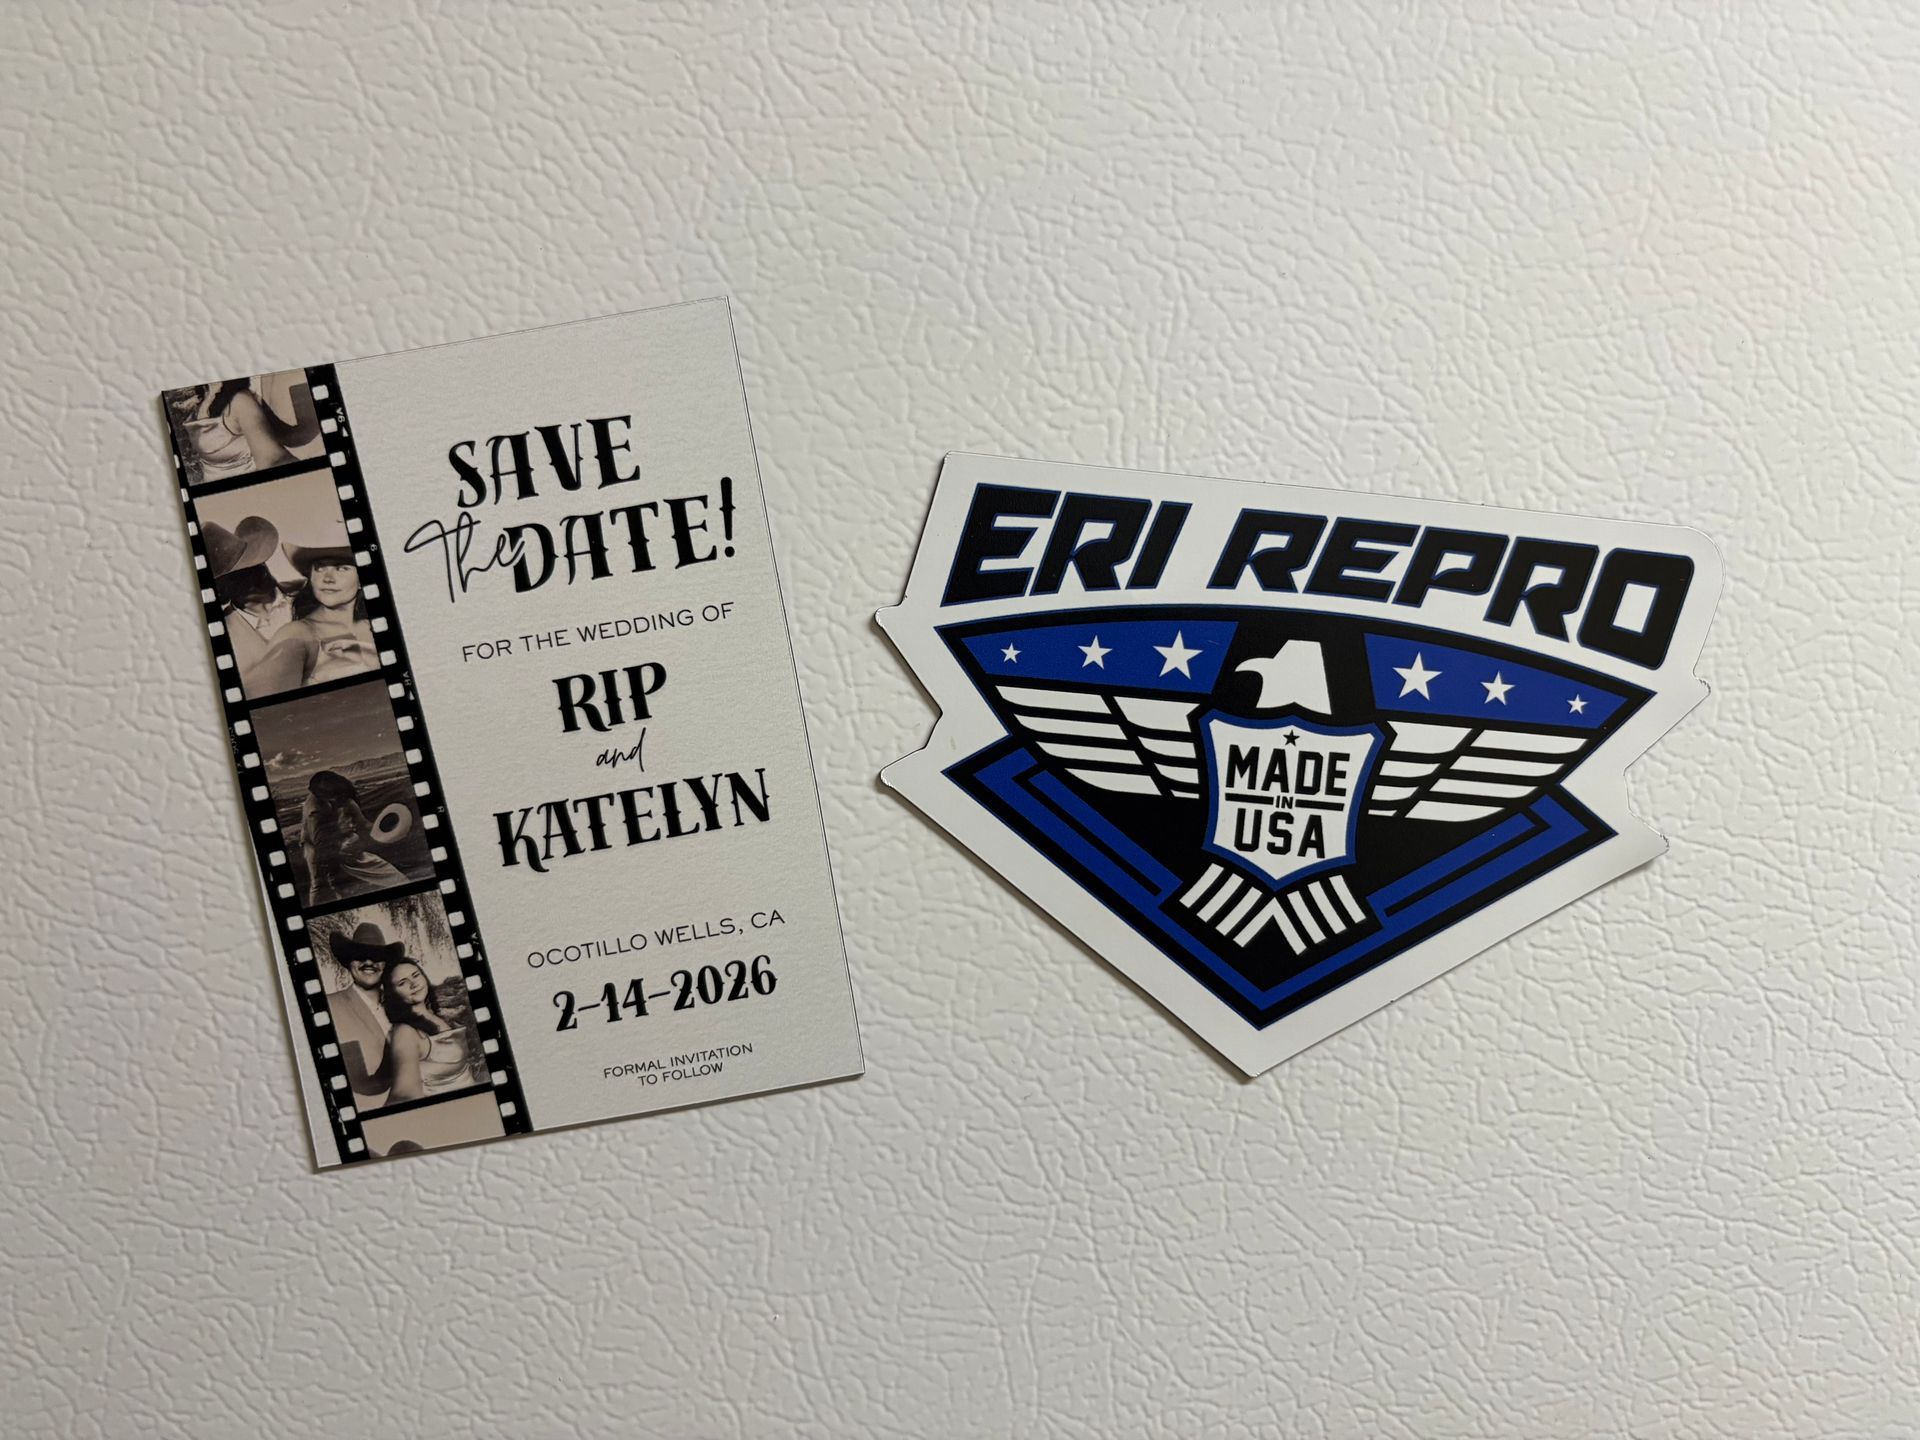 SAVE
The DATE!
FOR THE WEDDING OF
RIP
and
KATELYN
OCOTILLO WELLS, CA
2-14-2026
FORMAL INVITATION
TO FOLLOW
ERI REPRO
MADE
IN
USA